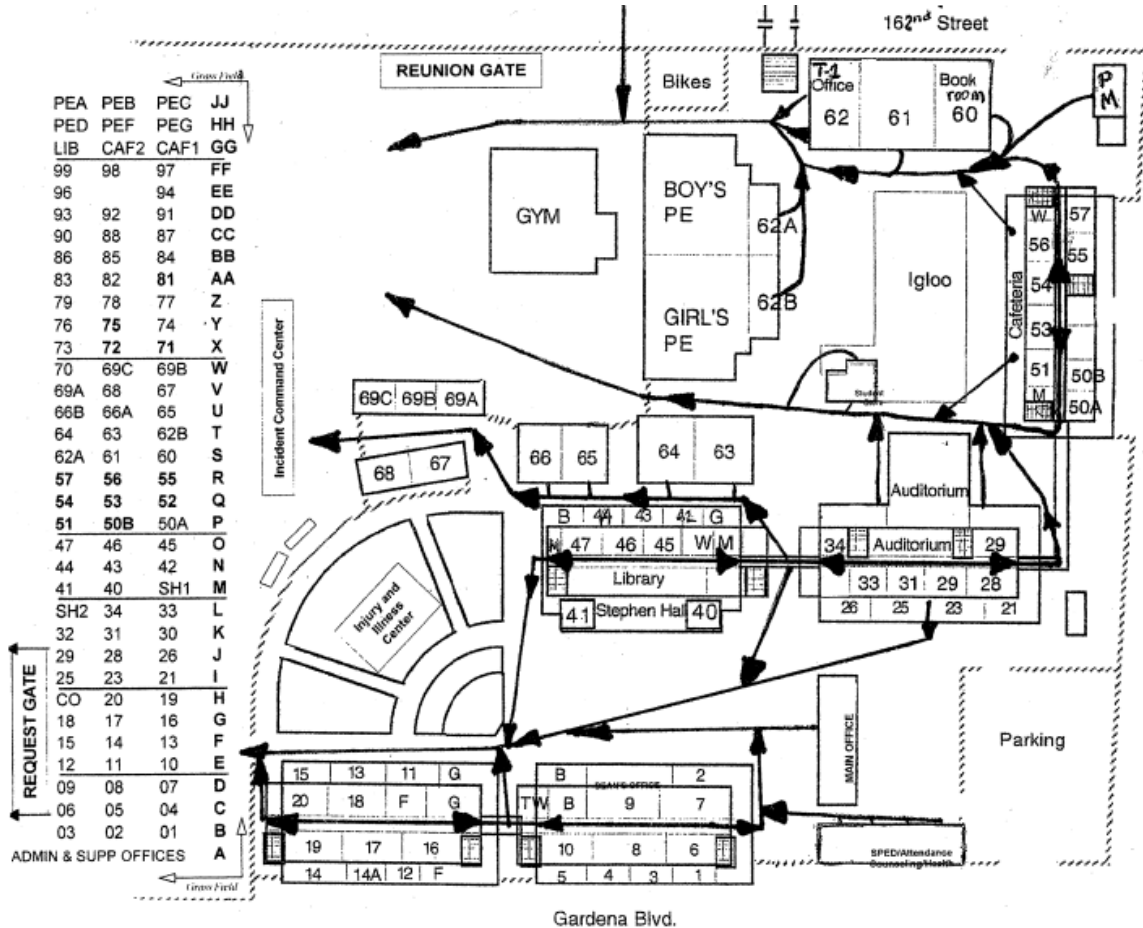 162nd Street
REUNION GATE
Bikes
T-1
Office
62
61
Book
room
60
P
M
Grass Field
PEA PEB PEC JJ
PED PEF PEG HH
LIB CAF2 CAF1 GG
99 98 97 FF
96 94 EE
93 92 91 DD
90 88 87 CC
86 85 84 BB
83 82 81 AA
79 78 77 Z
76 75 74 Y
73 72 71 X
70 69C 69B W
69A 68 67 V
66B 66A 65 U
64 63 62B T
62A 61 60 S
57 56 55 R
54 53 52 Q
51 50B 50A P
47 46 45 O
44 43 42 N
41 40 SH1 M
SH2 34 33 L
32 31 30 K
29 28 26 J
25 23 21 I
CO 20 19 H
18 17 16 G
15 14 13 F
12 11 10 E
09 08 07 D
06 05 04 C
03 02 01 B
ADMIN & SUPP OFFICES A
Grass Field
REQUEST GATE
Incident Command Center
GYM
BOY'S
PE
62A
62B
GIRL'S
PE
Igloo
Student
Cafeteria
W
56
54
53
51
M
57
55
50B
50A
69C 69B 69A
68 67
66 65
64 63
B 44 43 42 G
M 47 46 45 W M
Library
Stephen Hall
41 40
Auditorium
34 Auditorium 29
33 31 29 28
26 25 23 21
Injury and
Illness
Center
MAIN OFFICE
Parking
15 13 11 G
20 18 F G
19 17 16
14 14A 12 F
B DEAN'S OFFICE 2
T W B 9 7
10 8 6
5 4 3 1
SPED/Attendance
Counseling/Health
Gardena Blvd.